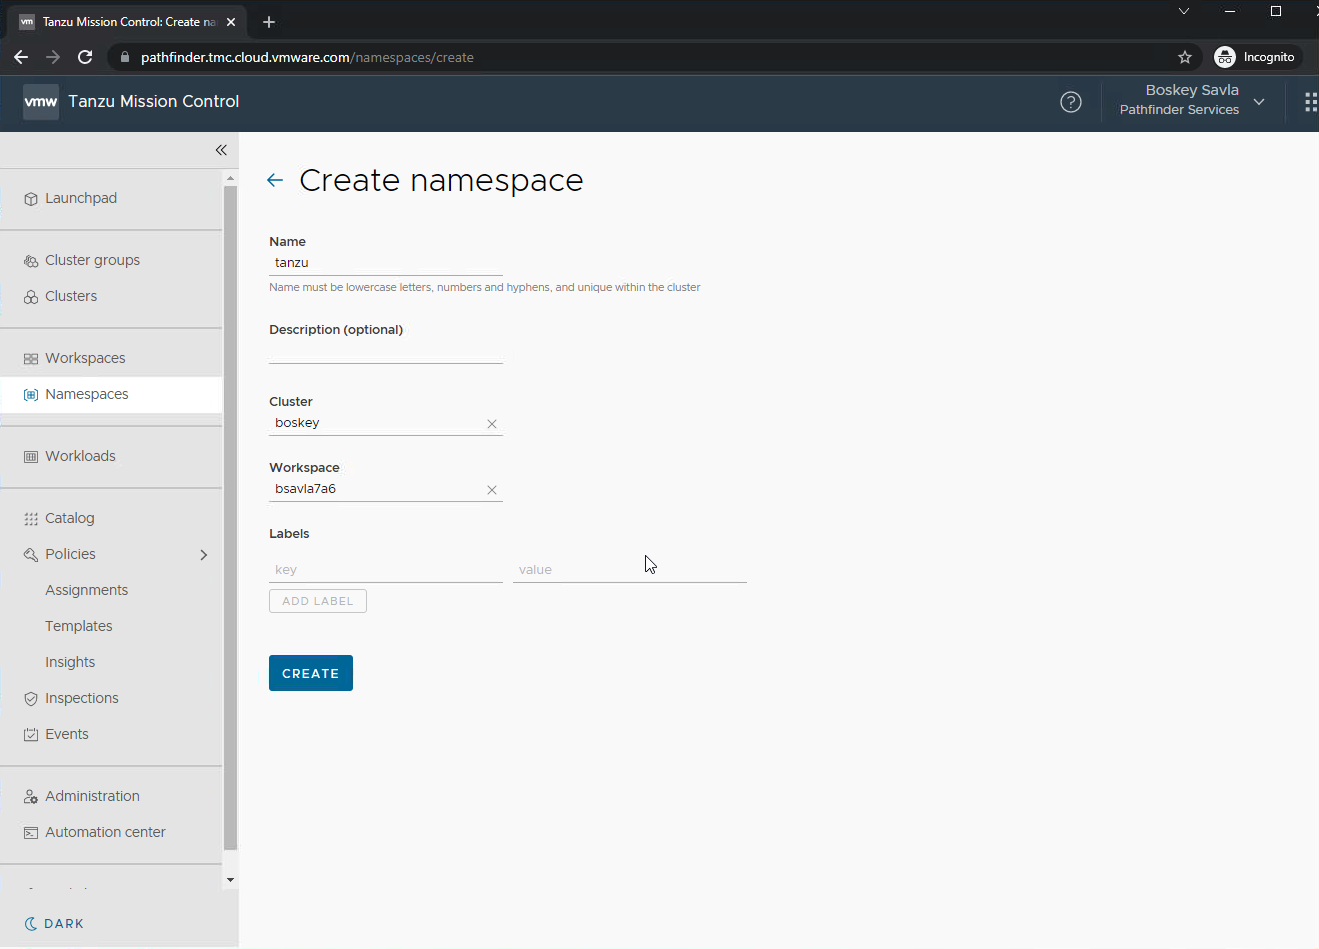 vm Tanzu Mission Control: Create na
pathfinder.tmc.cloud.vmware.com/namespaces/create
Incognito
vmw Tanzu Mission Control
Boskey Savla
Pathfinder Services
Launchpad
Cluster groups
Clusters
Workspaces
Namespaces
Workloads
Catalog
Policies
Assignments
Templates
Insights
Inspections
Events
Administration
Automation center
DARK
Create namespace
Name
tanzu
Name must be lowercase letters, numbers and hyphens, and unique within the cluster
Description (optional)
Cluster
boskey
Workspace
bsavla7a6
Labels
key value
ADD LABEL
CREATE